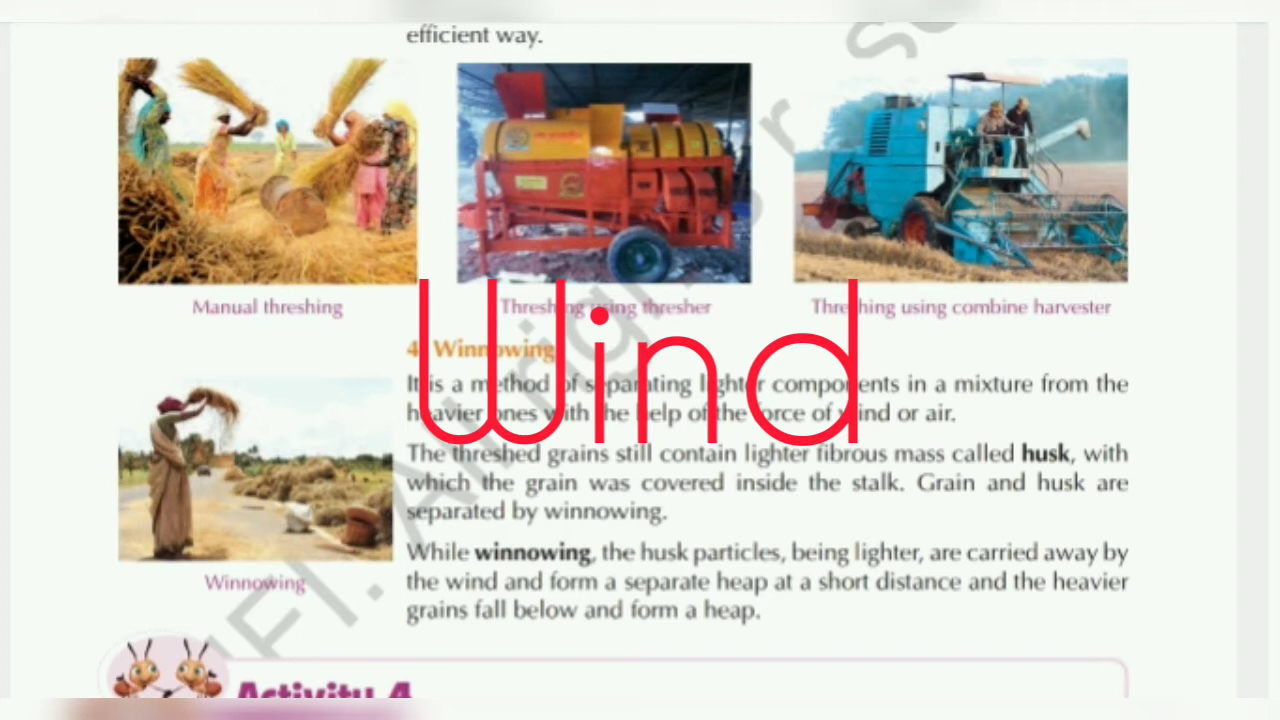 efficient way.
Manual threshing
Threshing using thresher
Threshing using combine harvester
Wind
4. Winnowing
It is a method of separating lighter components in a mixture from the
heavier ones with the help of the force of wind or air.
The threshed grains still contain lighter fibrous mass called husk, with
which the grain was covered inside the stalk. Grain and husk are
separated by winnowing.
While winnowing, the husk particles, being lighter, are carried away by
the wind and form a separate heap at a short distance and the heavier
grains fall below and form a heap.
Winnowing
Activity 4